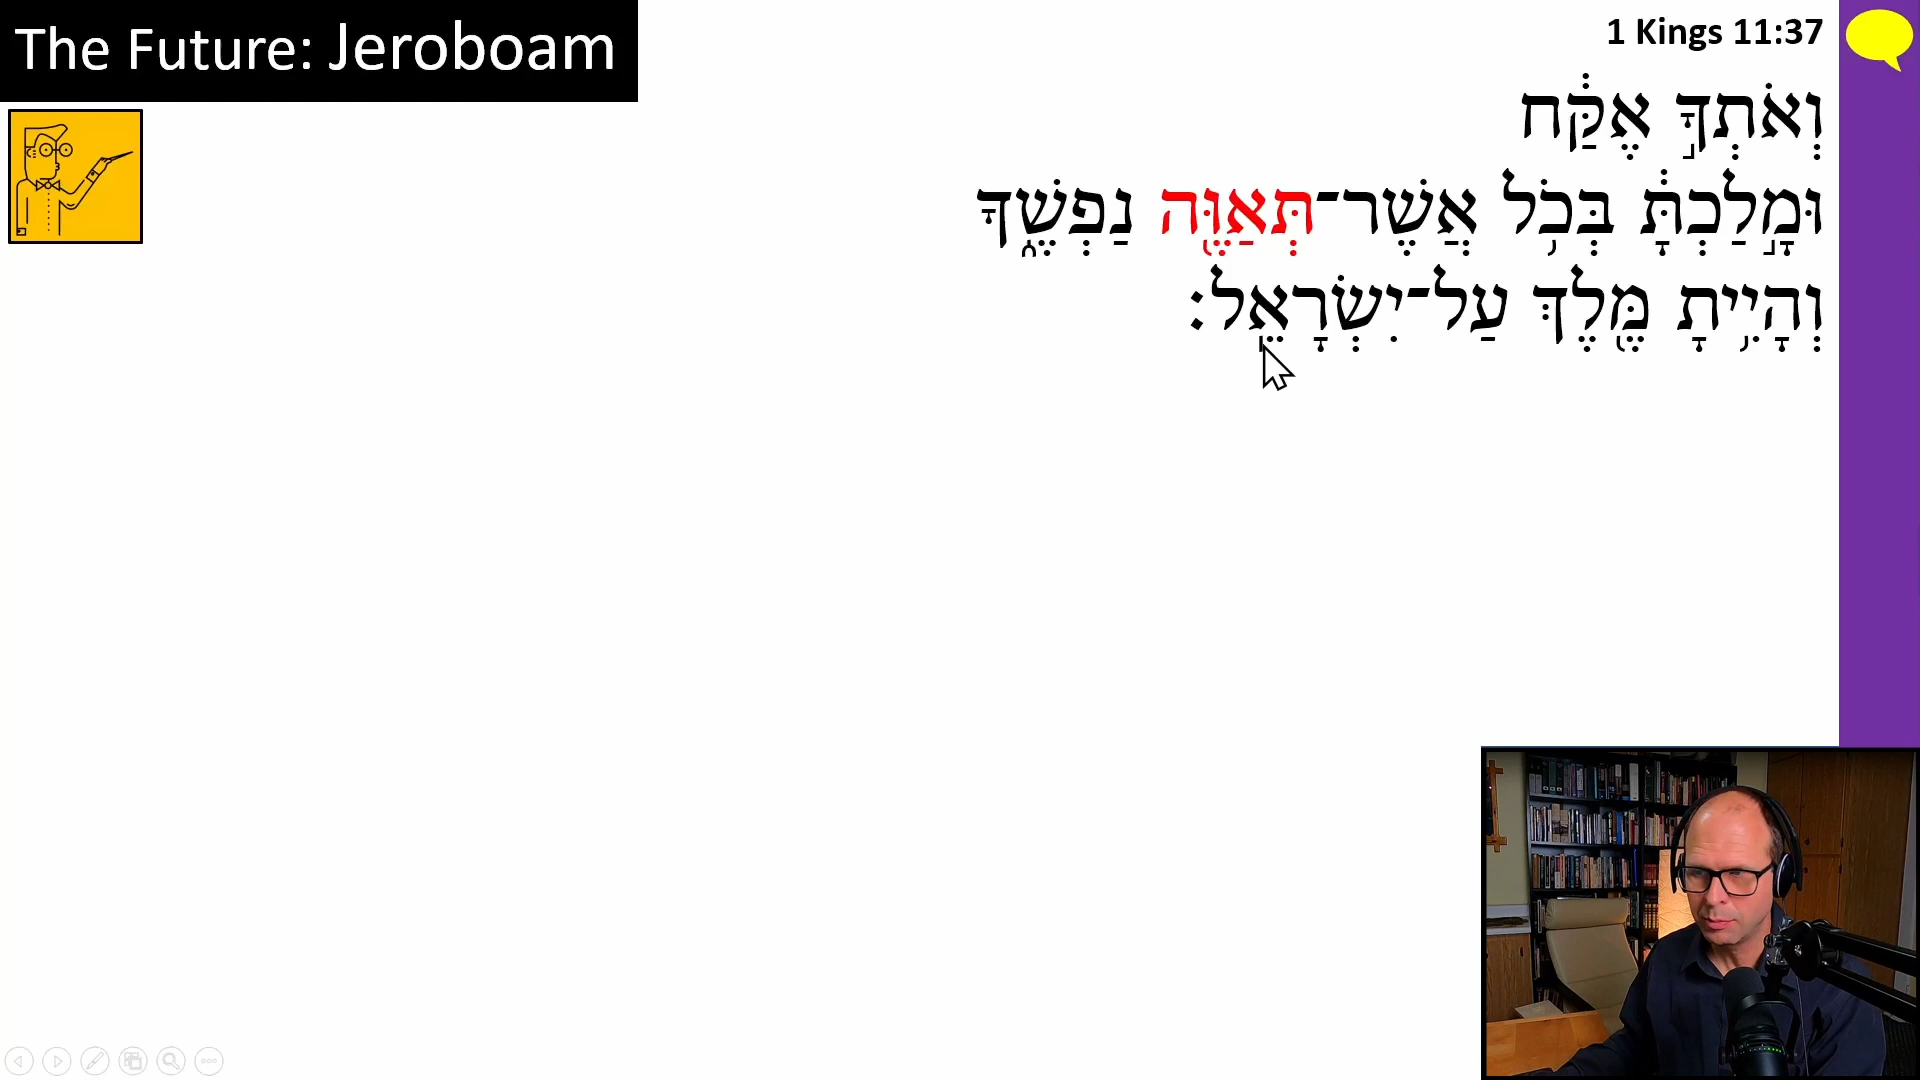 The Future: Jeroboam
1 Kings 11:37
וְאֹתְךָ֣ אֶקַּ֔ח
וּמָ֣לַכְתָּ֔ בְּכֹ֥ל אֲשֶׁר־תְּאַוֶּ֖ה נַפְשֶׁ֑ךָ
וְהָיִ֥יתָ מֶּ֖לֶךְ עַל־יִשְׂרָאֵֽל׃